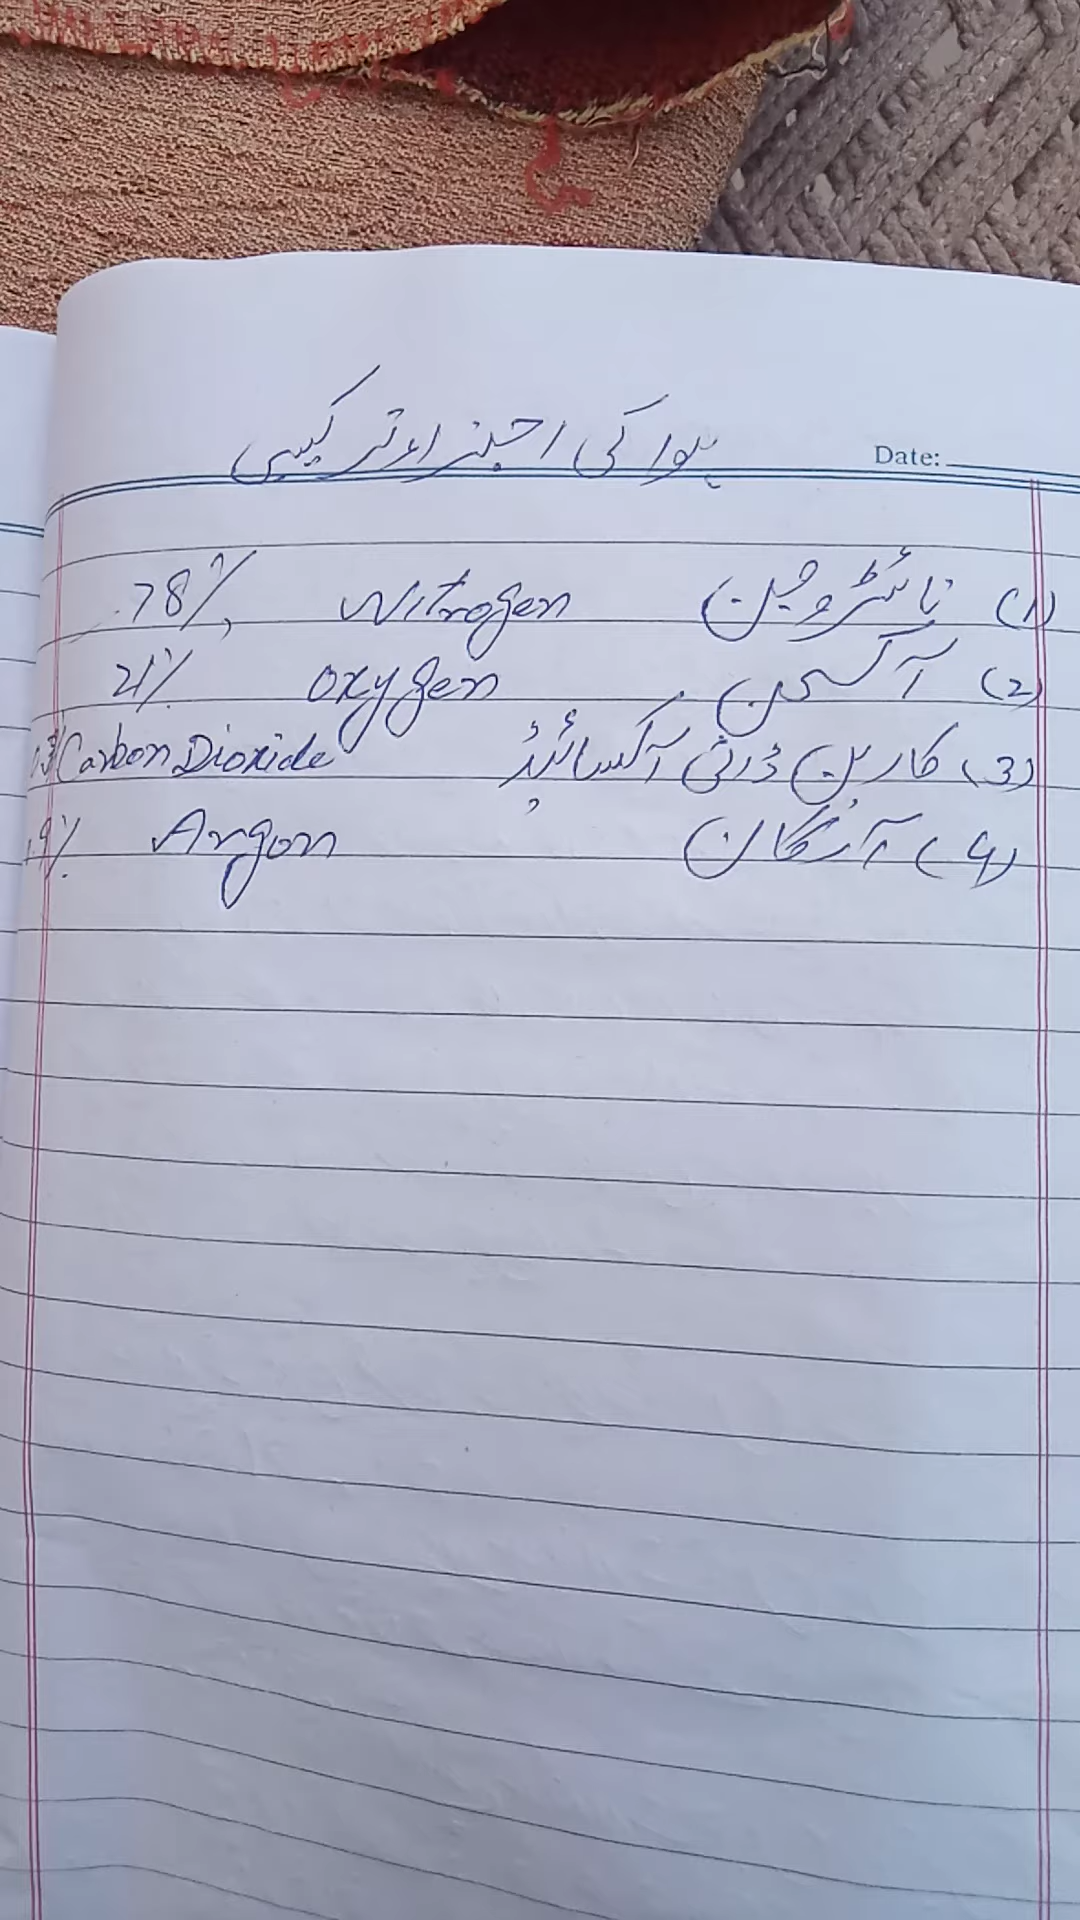 ہوا کی اجزائے ترکیبی
Date:
(1) نائٹروجن Nitrogen 78%
(2) آکسیجن oxygen 21%
(3) کاربن ڈائی آکسائیڈ Carbon Dioxide
(4) آرگان Argon .9%